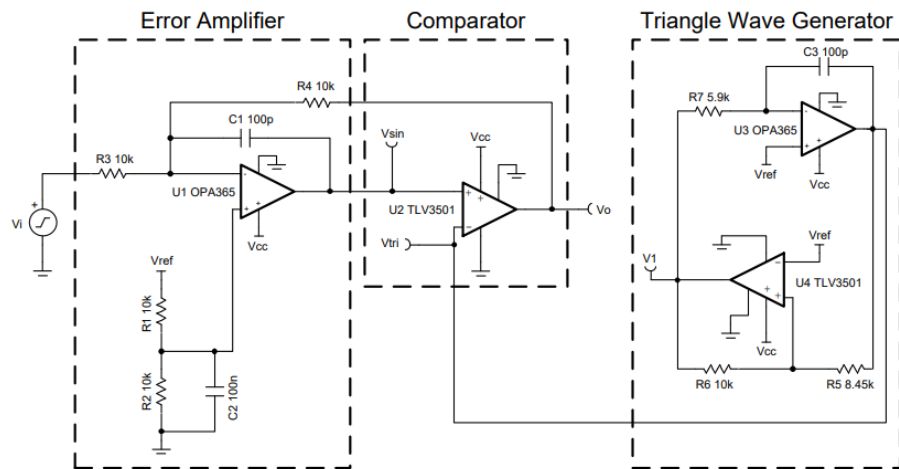 Error Amplifier
Comparator
Triangle Wave Generator
C3 100p
R4 10k
R7 5.9k
C1 100p
Vsin
Vcc
-
+
U3 OPA365
+
R3 10k
-
+
U1 OPA365
+
Vref
Vcc
+
Vi
Vcc
U2 TLV3501
+
+
-
Vo
Vtri
V1
Vref
-
+
+
U4 TLV3501
Vref
R1 10k
Vcc
R2 10k
C2 100n
R6 10k
R5 8.45k